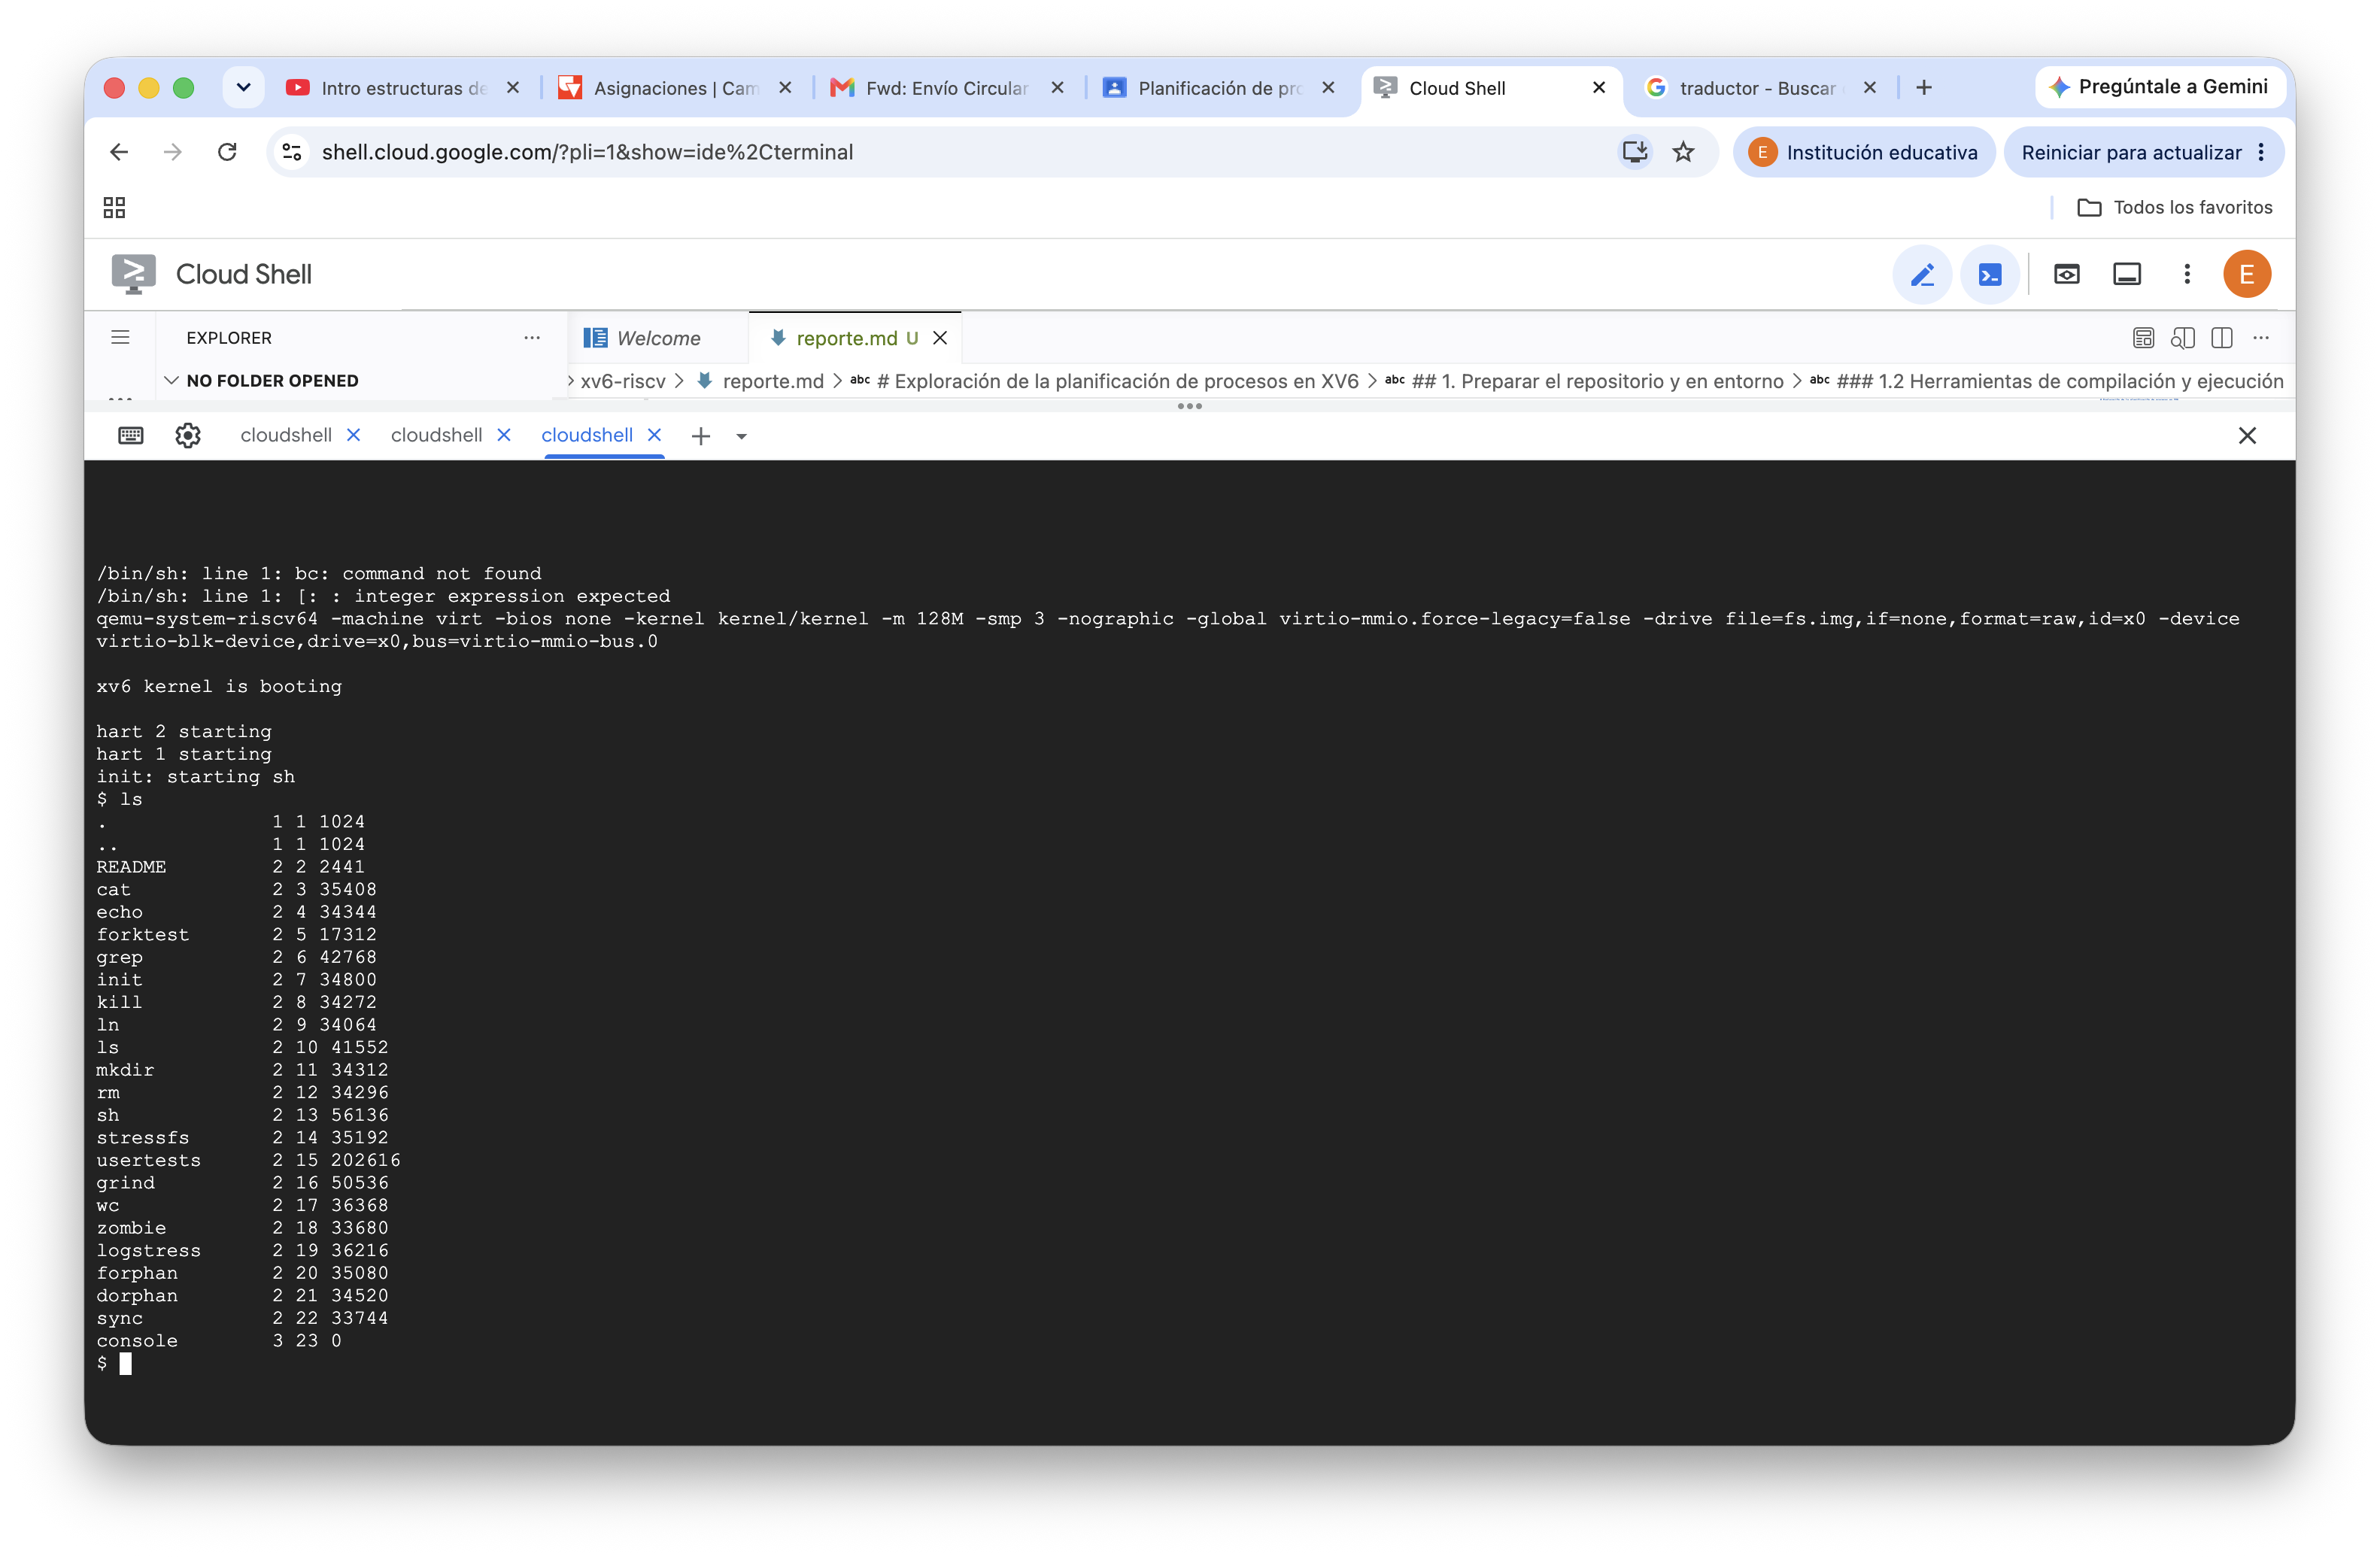 Intro estructuras de
Asignaciones | Cam
Fwd: Envío Circular
Planificación de pro
Cloud Shell
traductor - Buscar
Pregúntale a Gemini
shell.cloud.google.com/?pli=1&show=ide%2Cterminal
E
Institución educativa
Reiniciar para actualizar
Todos los favoritos
Cloud Shell
E
EXPLORER
Welcome
reporte.md U
NO FOLDER OPENED
xv6-riscv > reporte.md > abc # Exploración de la planificación de procesos en XV6 > abc ## 1. Preparar el repositorio y en entorno > abc ### 1.2 Herramientas de compilación y ejecución
cloudshell
cloudshell
cloudshell
/bin/sh: line 1: bc: command not found
/bin/sh: line 1: [: : integer expression expected
qemu-system-riscv64 -machine virt -bios none -kernel kernel/kernel -m 128M -smp 3 -nographic -global virtio-mmio.force-legacy=false -drive file=fs.img,if=none,format=raw,id=x0 -device
virtio-blk-device,drive=x0,bus=virtio-mmio-bus.0
xv6 kernel is booting
hart 2 starting
hart 1 starting
init: starting sh
$ ls
. 1 1 1024
.. 1 1 1024
README 2 2 2441
cat 2 3 35408
echo 2 4 34344
forktest 2 5 17312
grep 2 6 42768
init 2 7 34800
kill 2 8 34272
ln 2 9 34064
ls 2 10 41552
mkdir 2 11 34312
rm 2 12 34296
sh 2 13 56136
stressfs 2 14 35192
usertests 2 15 202616
grind 2 16 50536
wc 2 17 36368
zombie 2 18 33680
logstress 2 19 36216
forphan 2 20 35080
dorphan 2 21 34520
sync 2 22 33744
console 3 23 0
$